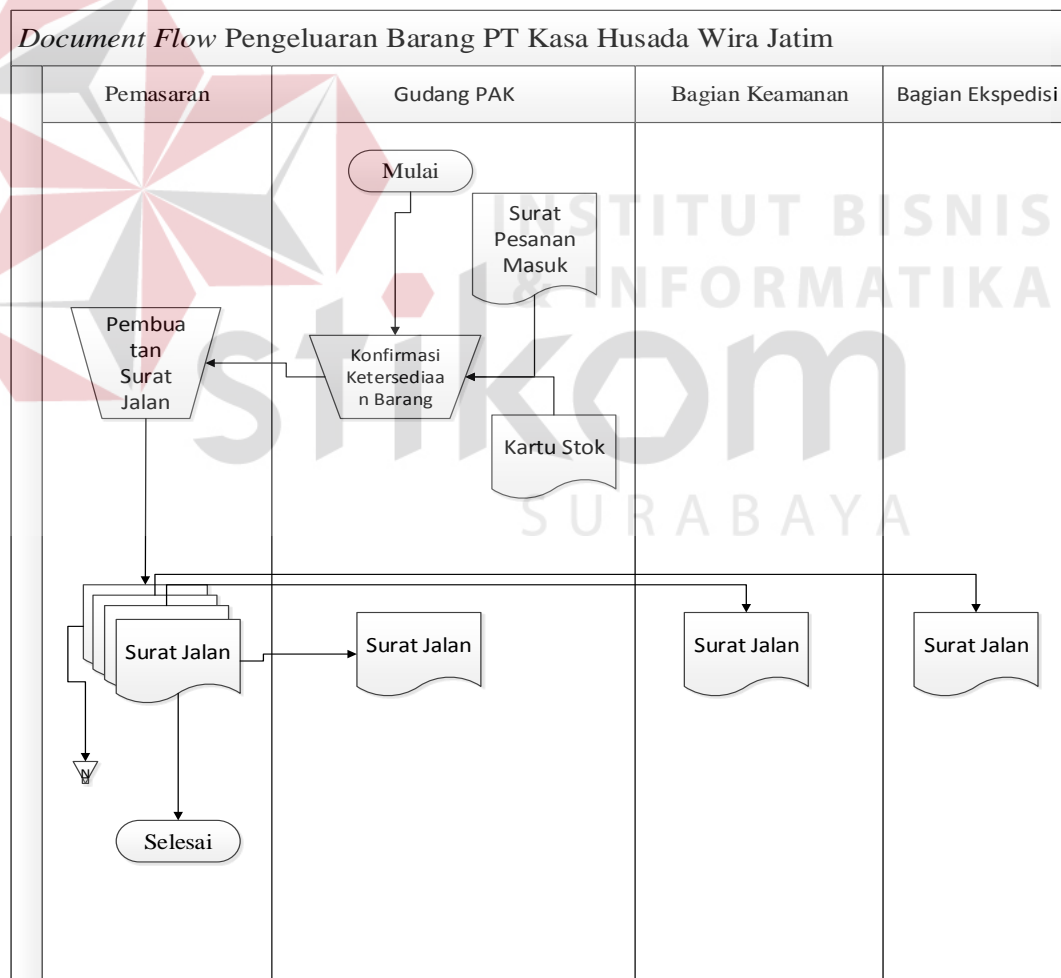 Document Flow Pengeluaran Barang PT Kasa Husada Wira Jatim
Pemasaran
Gudang PAK
Bagian Keamanan
Bagian Ekspedisi
Mulai
Surat
Pesanan
Masuk
INSTITUT BISNIS
& INFORMATIKA
stikom
SURABAYA
Pembua
tan
Surat
Jalan
Konfirmasi
Ketersediaa
n Barang
Kartu Stok
Surat Jalan
Surat Jalan
Surat Jalan
Surat Jalan
N
Selesai